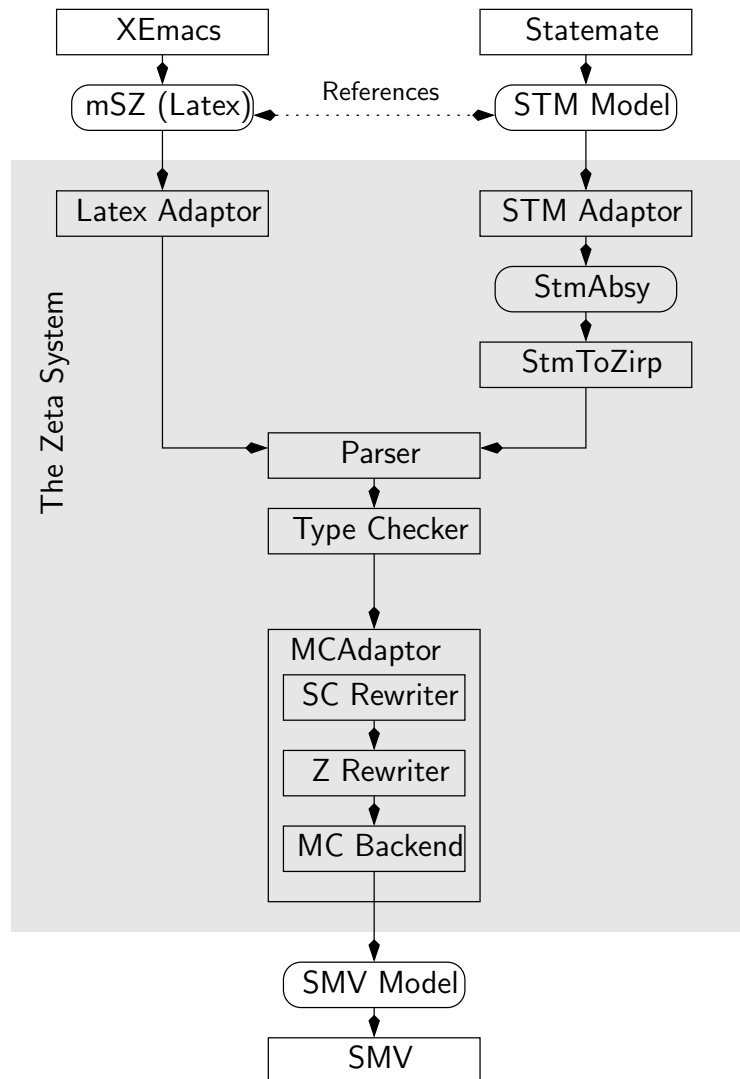 XEmacs
Statemate
mSZ (Latex)
References
STM Model
Latex Adaptor
STM Adaptor
StmAbsy
The Zeta System
StmToZirp
Parser
Type Checker
MCAdaptor
SC Rewriter
Z Rewriter
MC Backend
SMV Model
SMV